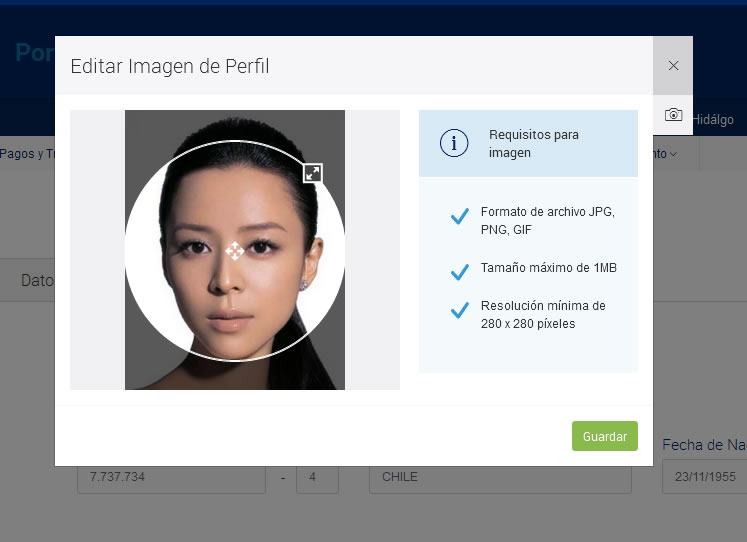 Por
Editar Imagen de Perfil
Hidálgo
Pagos y Tr
nto
Requisitos para
imagen
Formato de archivo JPG,
PNG, GIF
Tamaño máximo de 1MB
Resolución mínima de
280 x 280 píxeles
Dato
Guardar
Fecha de Na
7.737.734 - 4 CHILE 23/11/1955